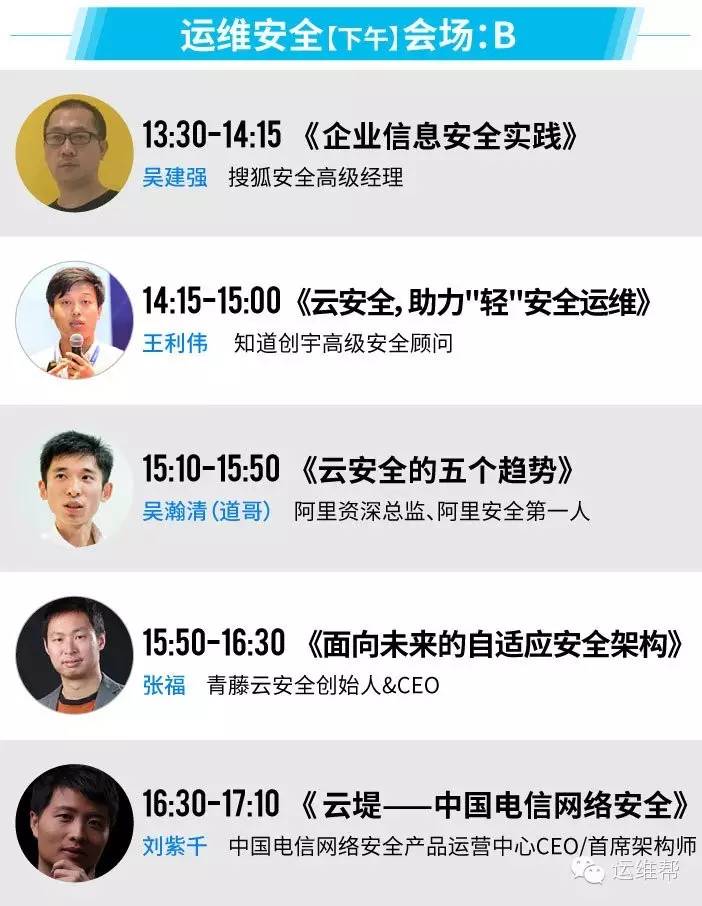 运维安全【下午】会场:B
13:30-14:15 《企业信息安全实践》
吴建强 搜狐安全高级经理
14:15-15:00《云安全,助力"轻"安全运维》
王利伟 知道创宇高级安全顾问
15:10-15:50 《云安全的五个趋势》
吴瀚清(道哥) 阿里资深总监、阿里安全第一人
15:50-16:30 《面向未来的自适应安全架构》
张福 青藤云安全创始人&CEO
16:30-17:10 《云堤——中国电信网络安全》
刘紫千 中国电信网络安全产品运营中心CEO/首席架构师
运维帮